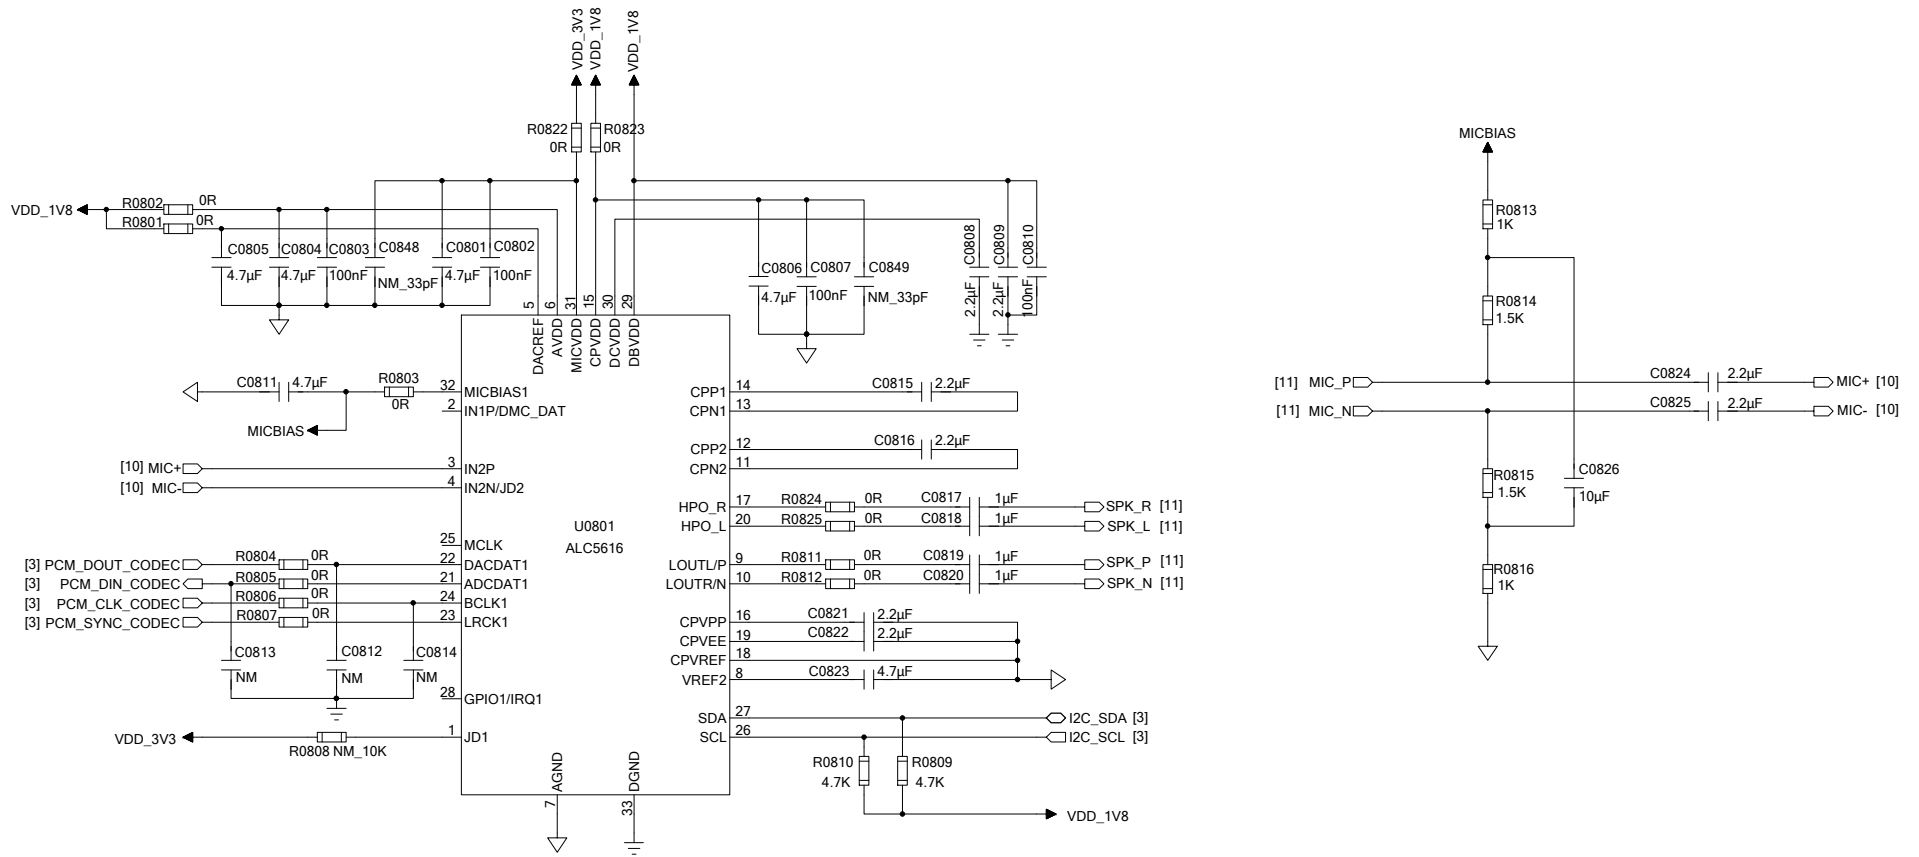 VDD_3V3
VDD_1V8
VDD_1V8
R0822
0R
R0823
0R
VDD_1V8
R0802
0R
R0801
0R
C0805
4.7µF
C0804
4.7µF
C0803
100nF
C0848
NM_33pF
C0801
4.7µF
C0802
100nF
C0806
4.7µF
C0807
100nF
C0849
NM_33pF
C0808
2.2µF
C0809
2.2µF
C0810
100nF
5
6
31
15
30
29
DACREF
AVDD
MICVDD
CPVDD
DCVDD
DBVDD
C0811
4.7µF
R0803
0R
MICBIAS
32
MICBIAS1
2
IN1P/DMC_DAT
[10] MIC+
3
IN2P
[10] MIC-
4
IN2N/JD2
25
MCLK
[3] PCM_DOUT_CODEC
R0804
0R
22
DACDAT1
[3] PCM_DIN_CODEC
R0805
0R
21
ADCDAT1
[3] PCM_CLK_CODEC
R0806
0R
24
BCLK1
[3] PCM_SYNC_CODEC
R0807
0R
23
LRCK1
C0813
NM
C0812
NM
C0814
NM
28
GPIO1/IRQ1
VDD_3V3
R0808 NM_10K
1
JD1
U0801
ALC5616
AGND
7
DGND
33
CPP1
14
C0815
2.2µF
CPN1
13
CPP2
12
C0816
2.2µF
CPN2
11
HPO_R
17
R0824
0R
C0817
1µF
SPK_R [11]
HPO_L
20
R0825
0R
C0818
1µF
SPK_L [11]
LOUTL/P
9
R0811
0R
C0819
1µF
SPK_P [11]
LOUTR/N
10
R0812
0R
C0820
1µF
SPK_N [11]
CPVPP
16
C0821
2.2µF
CPVEE
19
C0822
2.2µF
CPVREF
18
VREF2
8
C0823
4.7µF
SDA
27
I2C_SDA [3]
SCL
26
I2C_SCL [3]
R0810
4.7K
R0809
4.7K
VDD_1V8
MICBIAS
R0813
1K
R0814
1.5K
[11] MIC_P
C0824
2.2µF
MIC+ [10]
[11] MIC_N
C0825
2.2µF
MIC- [10]
R0815
1.5K
C0826
10µF
R0816
1K